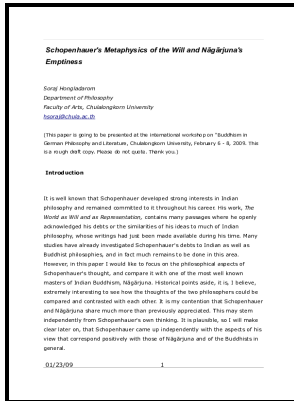 Schopenhauer's Metaphysics of the Will and Nāgārjuna's
Emptiness
Soraj Hongladarom
Department of Philosophy
Faculty of Arts, Chulalongkorn University
hsoraj@chula.ac.th
(This paper is going to be presented at the international workshop on "Buddhism in
German Philosophy and Literature, Chulalongkorn University, February 6 - 8, 2009. This
is a rough draft copy. Please do not quote. Thank you.)
Introduction
It is well known that Schopenhauer developed strong interests in Indian
philosophy and remained committed to it throughout his career. His work, The
World as Will and as Representation, contains many passages where he openly
acknowledged his debts or the similarities of his ideas to much of Indian
philosophy, whose writings had just been made available during his time. Many
studies have already investigated Schopenhauer's debts to Indian as well as
Buddhist philosophies, and in fact much remains to be done in this area.
However, in this paper I would like to focus on the philosophical aspects of
Schopenhauer's thought, and compare it with one of the most well known
masters of Indian Buddhism, Nāgārjuna. Historical points aside, it is, I believe,
extremely interesting to see how the thoughts of the two philosophers could be
compared and contrasted with each other. It is my contention that Schopenhauer
and Nāgārjuna share much more than previously appreciated. This may stem
independently from Schopenhauer's own thinking. It is plausible, so I will make
clear later on, that Schopenhauer came up independently with the aspects of his
view that correspond positively with those of Nāgārjuna and of the Buddhists in
general.
01/23/09 1